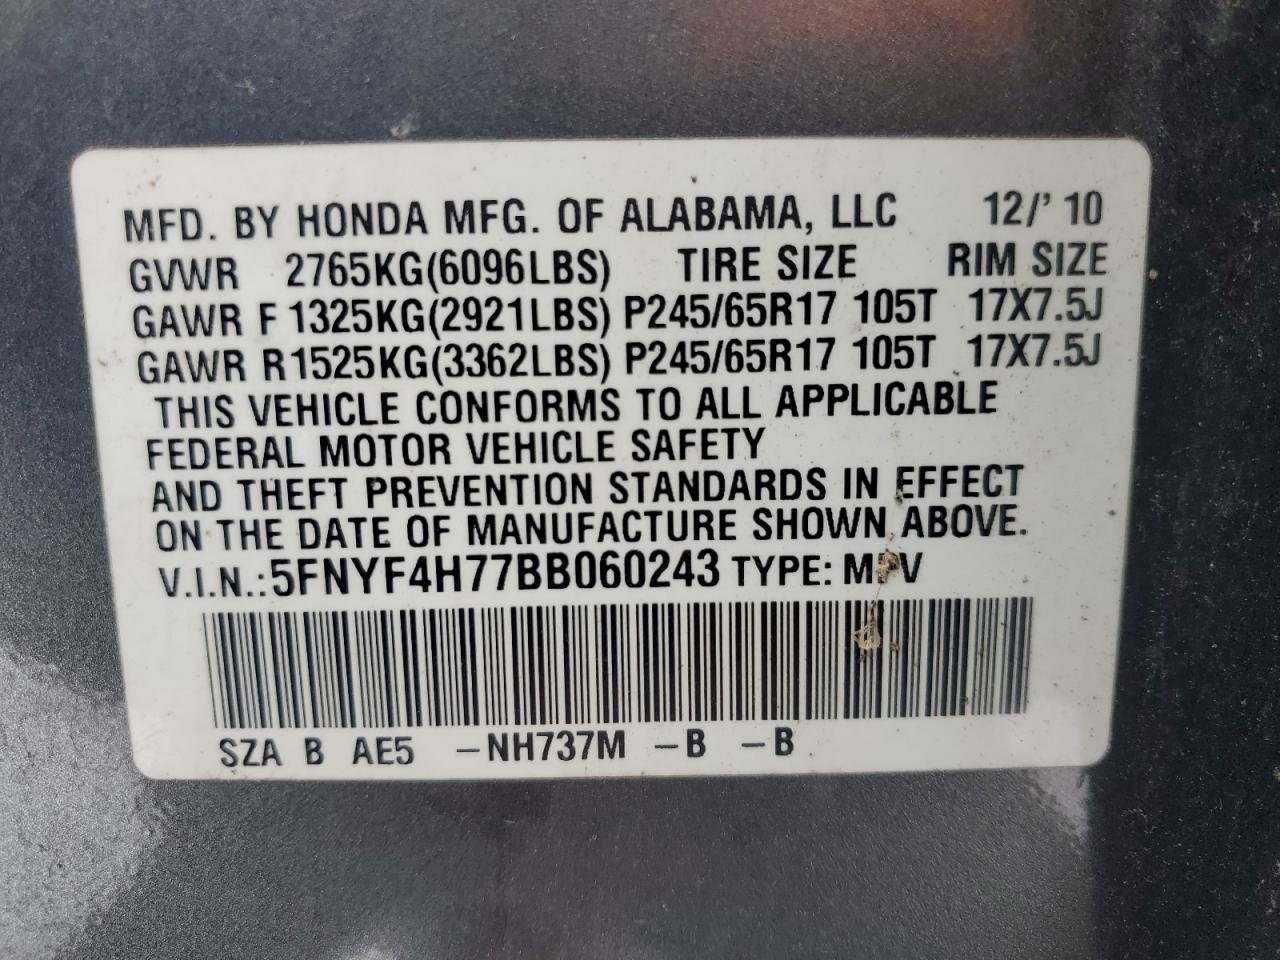 MFD. BY HONDA MFG. OF ALABAMA, LLC 12/' 10
GVWR 2765KG(6096LBS) TIRE SIZE RIM SIZE
GAWR F 1325KG(2921LBS) P245/65R17 105T 17X7.5J
GAWR R 1525KG(3362LBS) P245/65R17 105T 17X7.5J
THIS VEHICLE CONFORMS TO ALL APPLICABLE
FEDERAL MOTOR VEHICLE SAFETY
AND THEFT PREVENTION STANDARDS IN EFFECT
ON THE DATE OF MANUFACTURE SHOWN ABOVE.
V.I.N.: 5FNYF4H77BB060243 TYPE: MPV
SZA B AE5 –NH737M –B –B